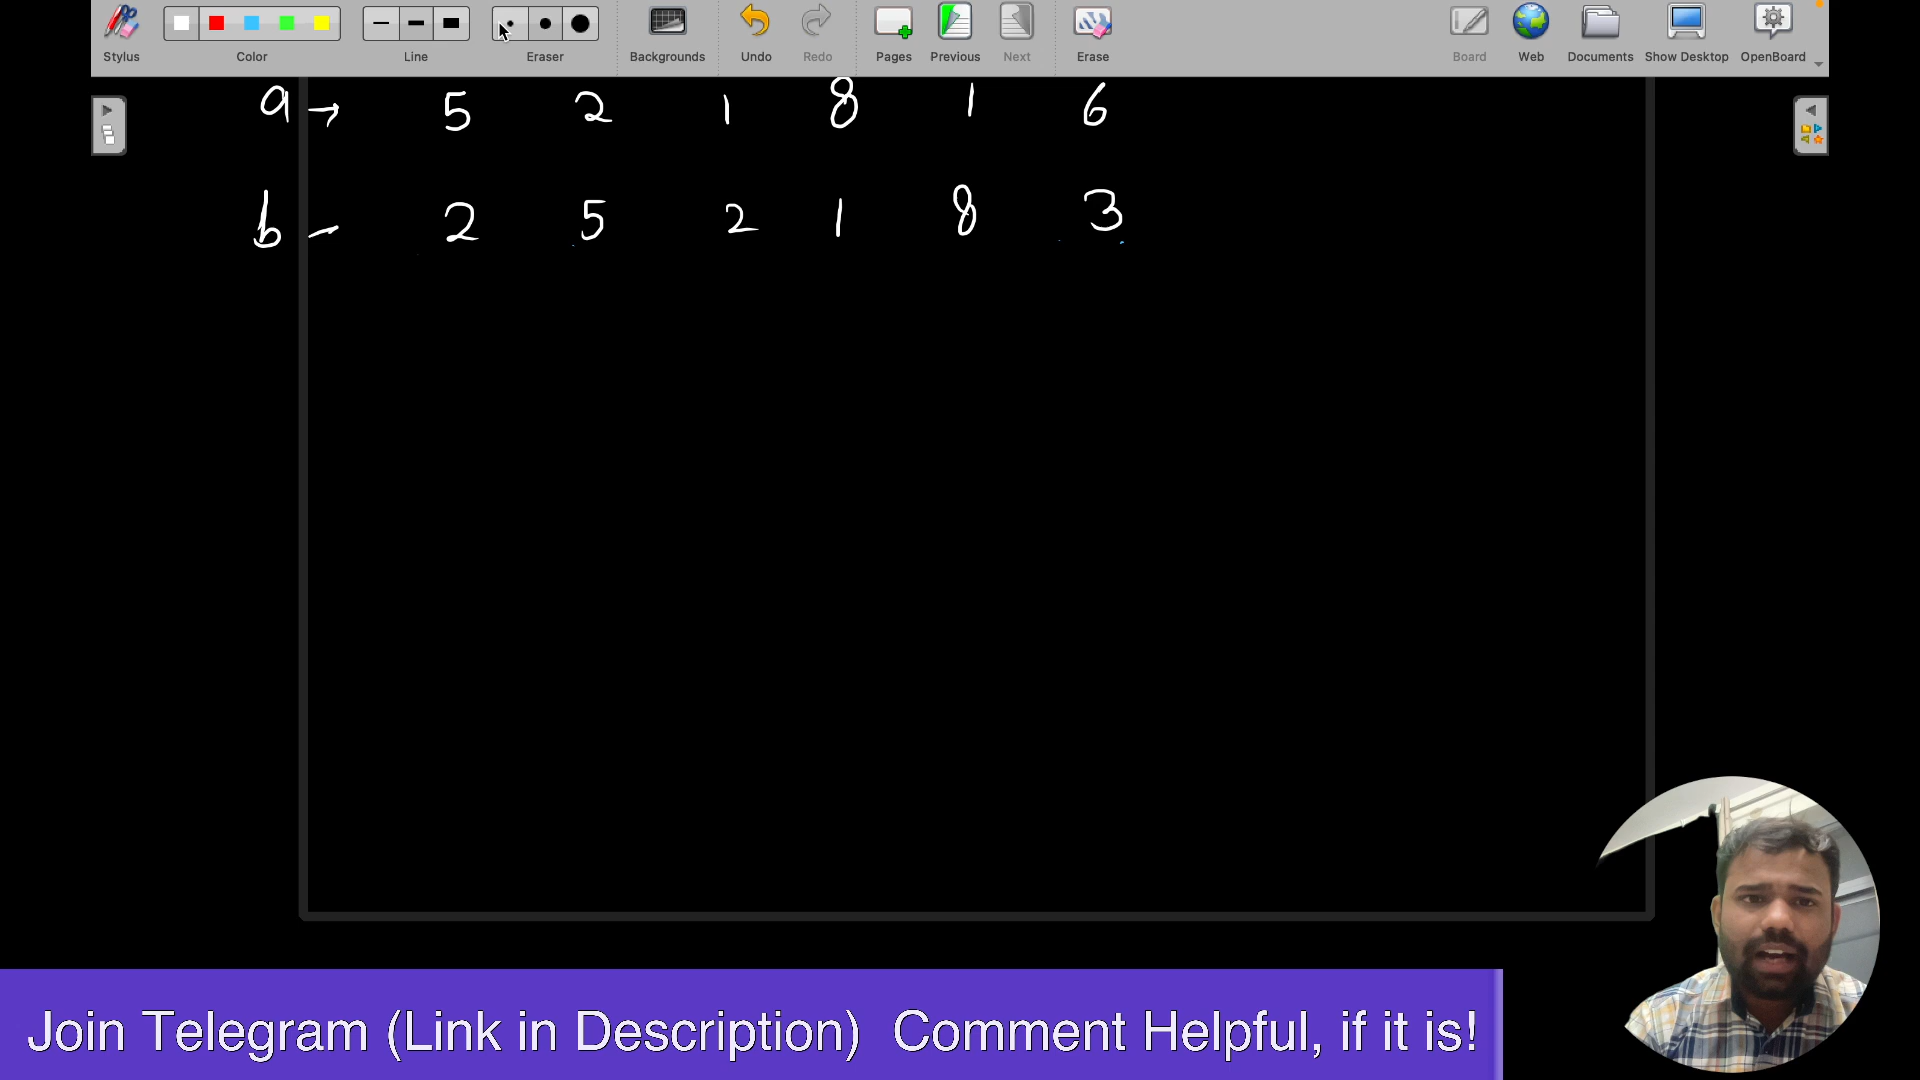 Stylus Color Line Eraser Backgrounds Undo Redo Pages Previous Next Erase Board Web Documents Show Desktop OpenBoard
a → 5 2 1 8 1 6
b - 2 5 2 1 8 3
Join Telegram (Link in Description) Comment Helpful, if it is!